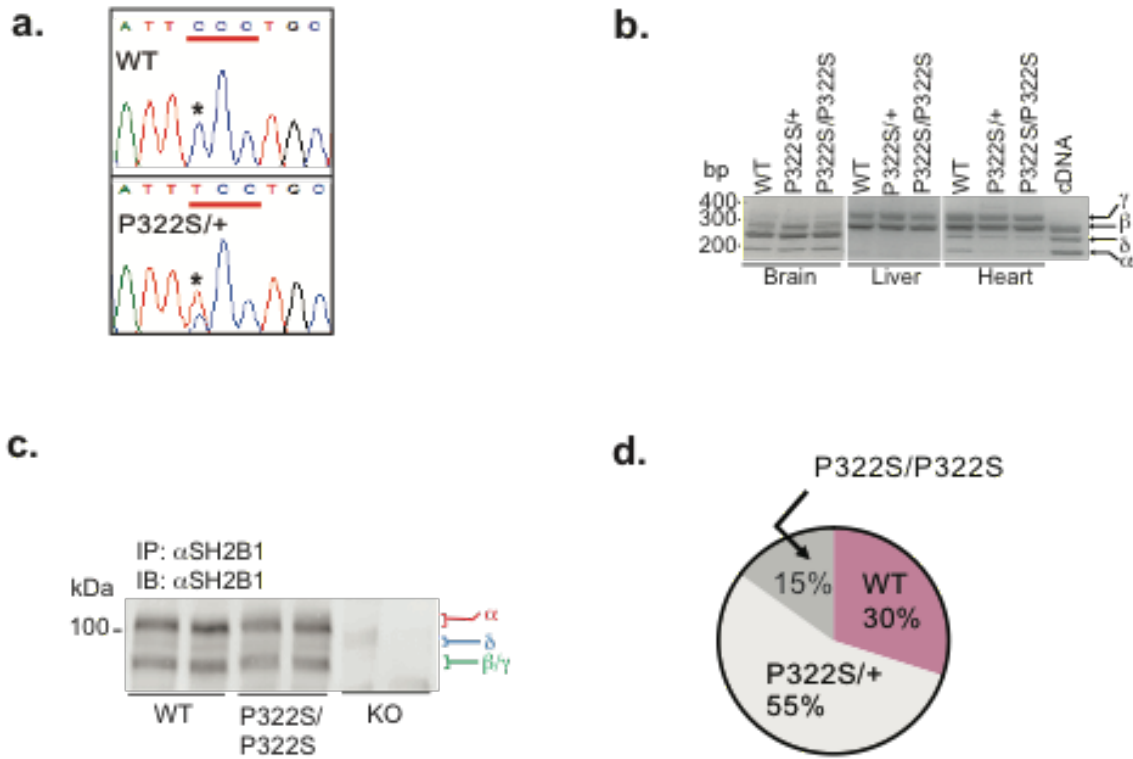 a.
A T T C C C T G C
WT
*
A T T T C C T G C
P322S/+
*
b.
bp
WT
P322S/+
P322S/P322S
WT
P322S/+
P322S/P322S
WT
P322S/+
P322S/P322S
cDNA
400
300
200
γ
β
δ
α
Brain
Liver
Heart
c.
IP: αSH2B1
IB: αSH2B1
kDa
100
α
δ
β/γ
WT
P322S/
P322S
KO
d.
P322S/P322S
15%
WT
30%
P322S/+
55%